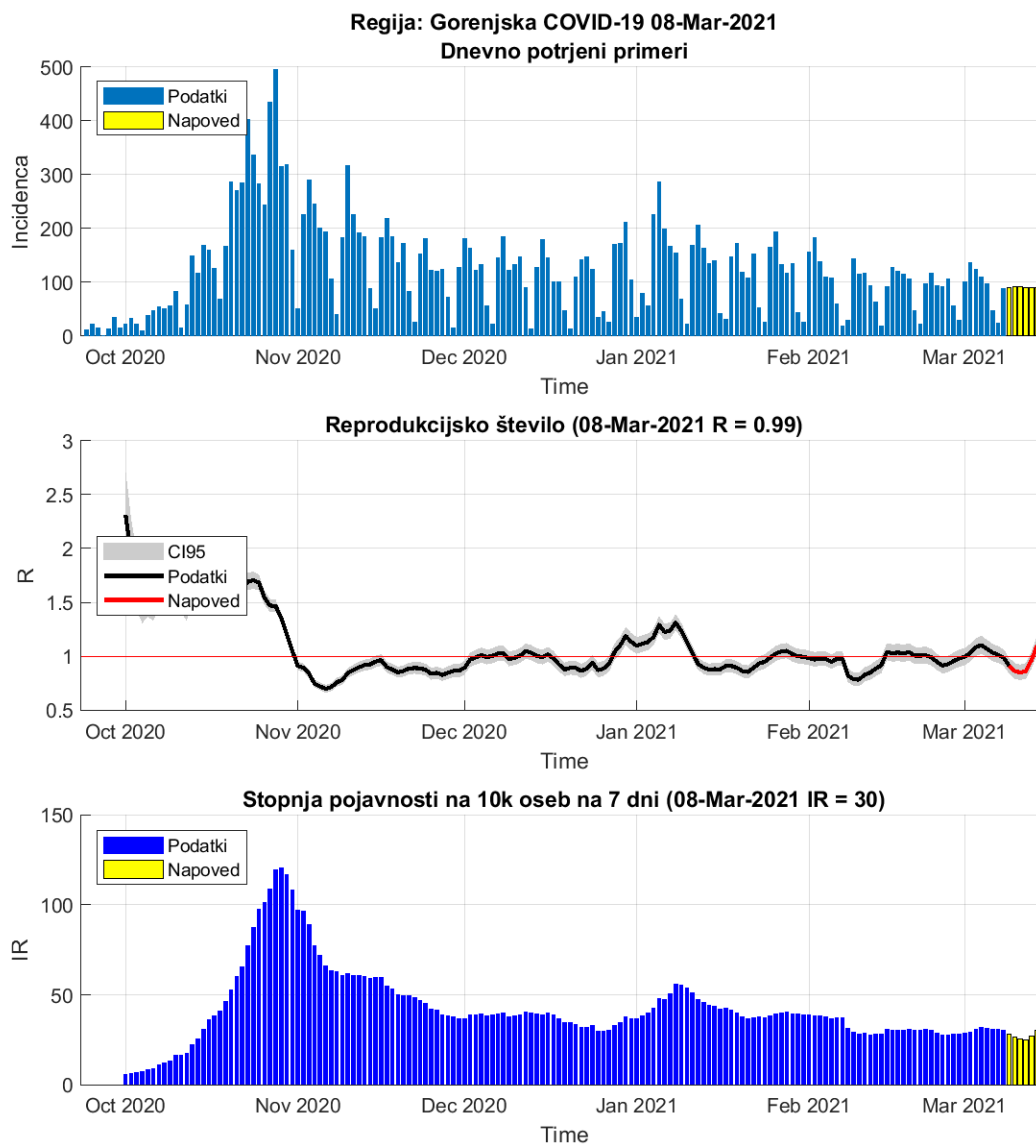 Regija: Gorenjska COVID-19 08-Mar-2021
Dnevno potrjeni primeri
500
400
300
200
100
0
Incidenca
Podatki
Napoved
Oct 2020 Nov 2020 Dec 2020 Jan 2021 Feb 2021 Mar 2021
Time
Reprodukcijsko število (08-Mar-2021 R = 0.99)
3
2.5
2
1.5
1
0.5
R
CI95
Podatki
Napoved
Oct 2020 Nov 2020 Dec 2020 Jan 2021 Feb 2021 Mar 2021
Time
Stopnja pojavnosti na 10k oseb na 7 dni (08-Mar-2021 IR = 30)
150
100
50
0
IR
Podatki
Napoved
Oct 2020 Nov 2020 Dec 2020 Jan 2021 Feb 2021 Mar 2021
Time